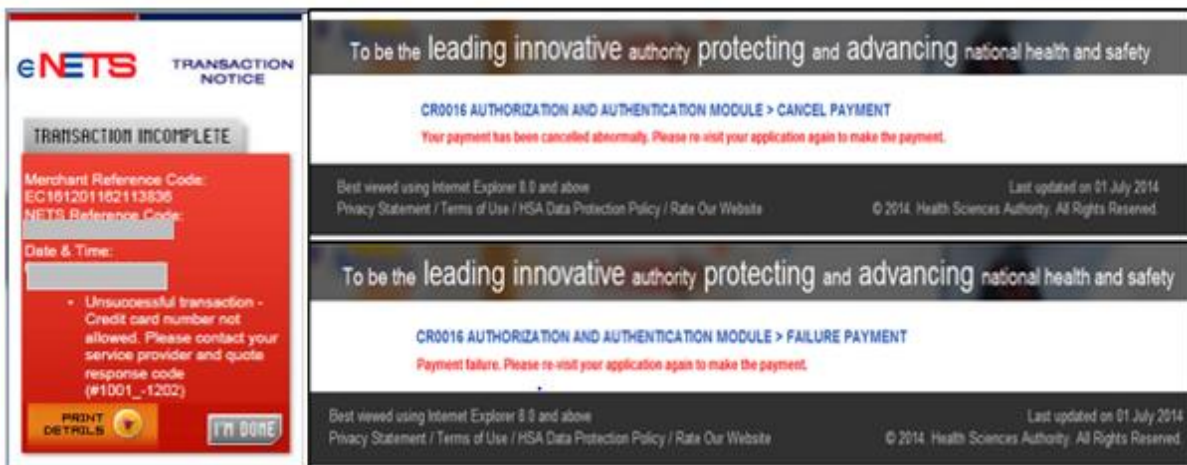 eNETS
TRANSACTION
NOTICE
TRANSACTION INCOMPLETE
Merchant Reference Code:
EC161201162113836
NETS Reference Code:
Date & Time:
• Unsuccessful transaction -
Credit card number not
allowed. Please contact your
service provider and quote
response code
(#1001_-1202)
PRINT
DETAILS
I'M DONE
To be the leading innovative authority protecting and advancing national health and safety
CR0016 AUTHORIZATION AND AUTHENTICATION MODULE > CANCEL PAYMENT
Your payment has been cancelled abnormally. Please re-visit your application again to make the payment.
Best viewed using Internet Explorer 8.0 and above
Last updated on 01 July 2014
Privacy Statement / Terms of Use / HSA Data Protection Policy / Rate Our Website
© 2014. Health Sciences Authority. All Rights Reserved.
To be the leading innovative authority protecting and advancing national health and safety
CR0016 AUTHORIZATION AND AUTHENTICATION MODULE > FAILURE PAYMENT
Payment failure. Please re-visit your application again to make the payment.
Best viewed using Internet Explorer 8.0 and above
Last updated on 01 July 2014
Privacy Statement / Terms of Use / HSA Data Protection Policy / Rate Our Website
© 2014. Health Sciences Authority. All Rights Reserved.